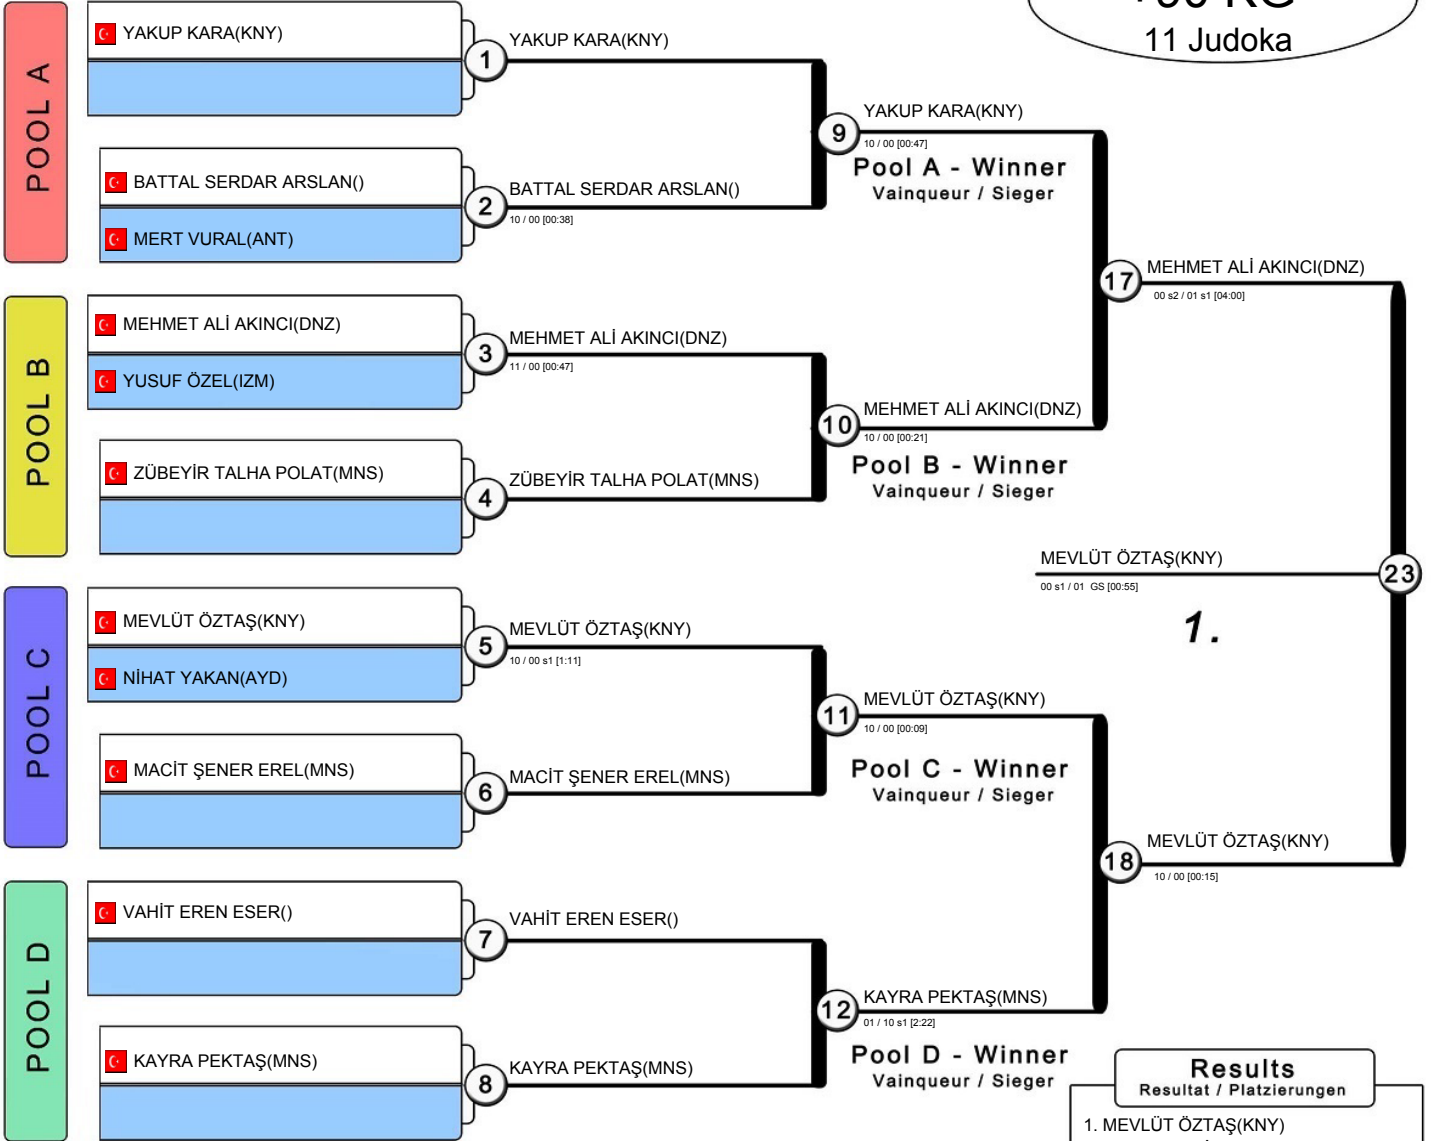 11 Judoka
POOL A
YAKUP KARA(KNY)
1
YAKUP KARA(KNY)
BATTAL SERDAR ARSLAN()
MERT VURAL(ANT)
2
BATTAL SERDAR ARSLAN()
10 / 00 [00:38]
9
YAKUP KARA(KNY)
10 / 00 [00:47]
Pool A - Winner
Vainqueur / Sieger
POOL B
MEHMET ALİ AKINCI(DNZ)
YUSUF ÖZEL(IZM)
3
MEHMET ALİ AKINCI(DNZ)
11 / 00 [00:47]
ZÜBEYİR TALHA POLAT(MNS)
4
ZÜBEYİR TALHA POLAT(MNS)
10
MEHMET ALİ AKINCI(DNZ)
10 / 00 [00:21]
Pool B - Winner
Vainqueur / Sieger
17
MEHMET ALİ AKINCI(DNZ)
00 s2 / 01 s1 [04:00]
MEVLÜT ÖZTAŞ(KNY)
00 s1 / 01 GS [00:55]
23
1.
POOL C
MEVLÜT ÖZTAŞ(KNY)
NİHAT YAKAN(AYD)
5
MEVLÜT ÖZTAŞ(KNY)
10 / 00 s1 [1:11]
MACİT ŞENER EREL(MNS)
6
MACİT ŞENER EREL(MNS)
11
MEVLÜT ÖZTAŞ(KNY)
10 / 00 [00:09]
Pool C - Winner
Vainqueur / Sieger
18
MEVLÜT ÖZTAŞ(KNY)
10 / 00 [00:15]
POOL D
VAHİT EREN ESER()
7
VAHİT EREN ESER()
KAYRA PEKTAŞ(MNS)
8
KAYRA PEKTAŞ(MNS)
12
KAYRA PEKTAŞ(MNS)
01 / 10 s1 [2:22]
Pool D - Winner
Vainqueur / Sieger
Results
Resultat / Platzierungen
1. MEVLÜT ÖZTAŞ(KNY)